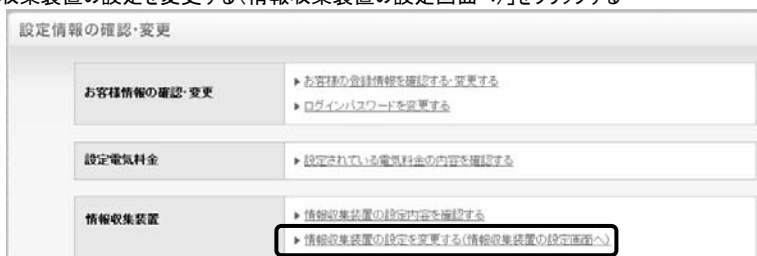 収集装置の設定を変更する(情報収集装置の設定画面へ)」をクリックする
設定情報の確認・変更
お客様情報の確認・変更
▶お客様の登録情報を確認する・変更する
▶ログインパスワードを変更する
設定電気料金
▶設定されている電気料金の内容を確認する
情報収集装置
▶情報収集装置の設定内容を確認する
▶情報収集装置の設定を変更する(情報収集装置の設定画面へ)